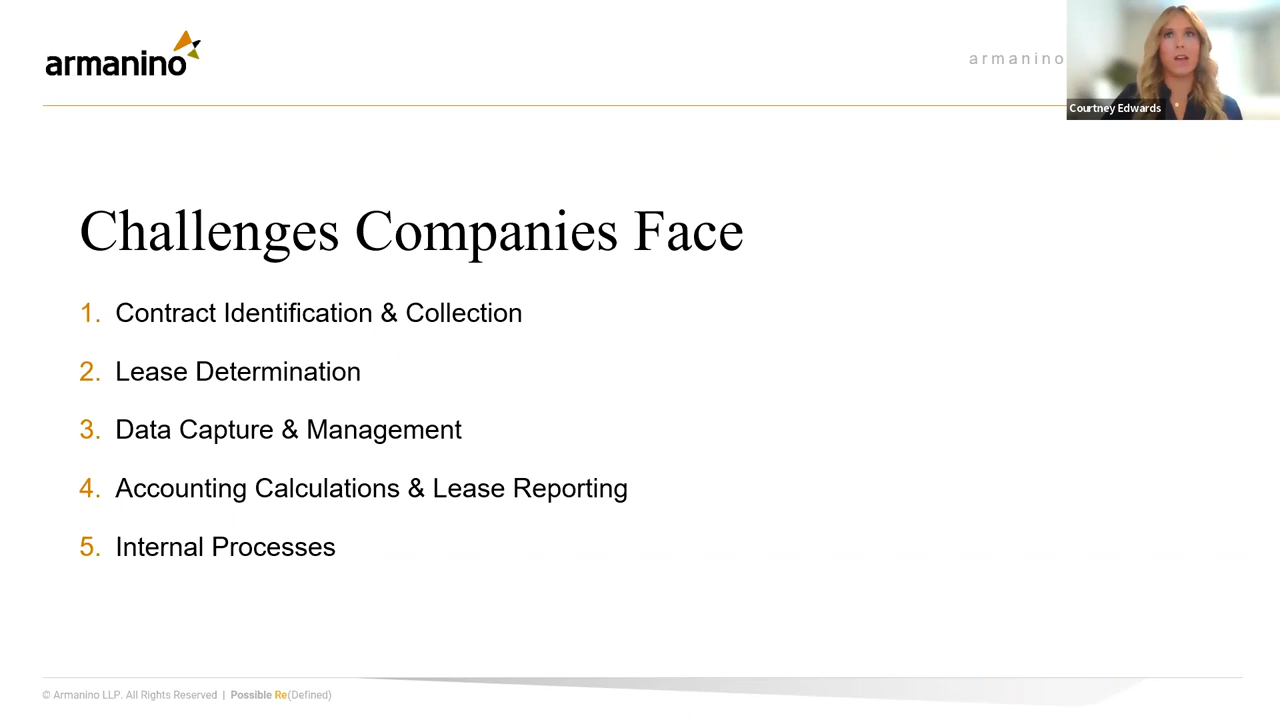 armanino
armanino
Courtney Edwards
Challenges Companies Face
1. Contract Identification & Collection
2. Lease Determination
3. Data Capture & Management
4. Accounting Calculations & Lease Reporting
5. Internal Processes
© Armanino LLP. All Rights Reserved | Possible Re(Defined)